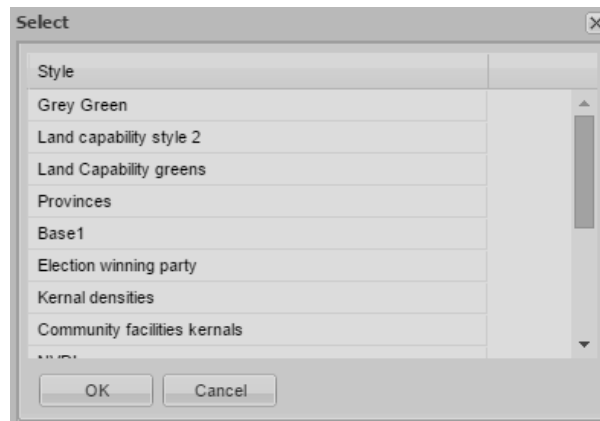 Select
Style
Grey Green
Land capability style 2
Land Capability greens
Provinces
Base1
Election winning party
Kernal densities
Community facilities kernals
OK Cancel